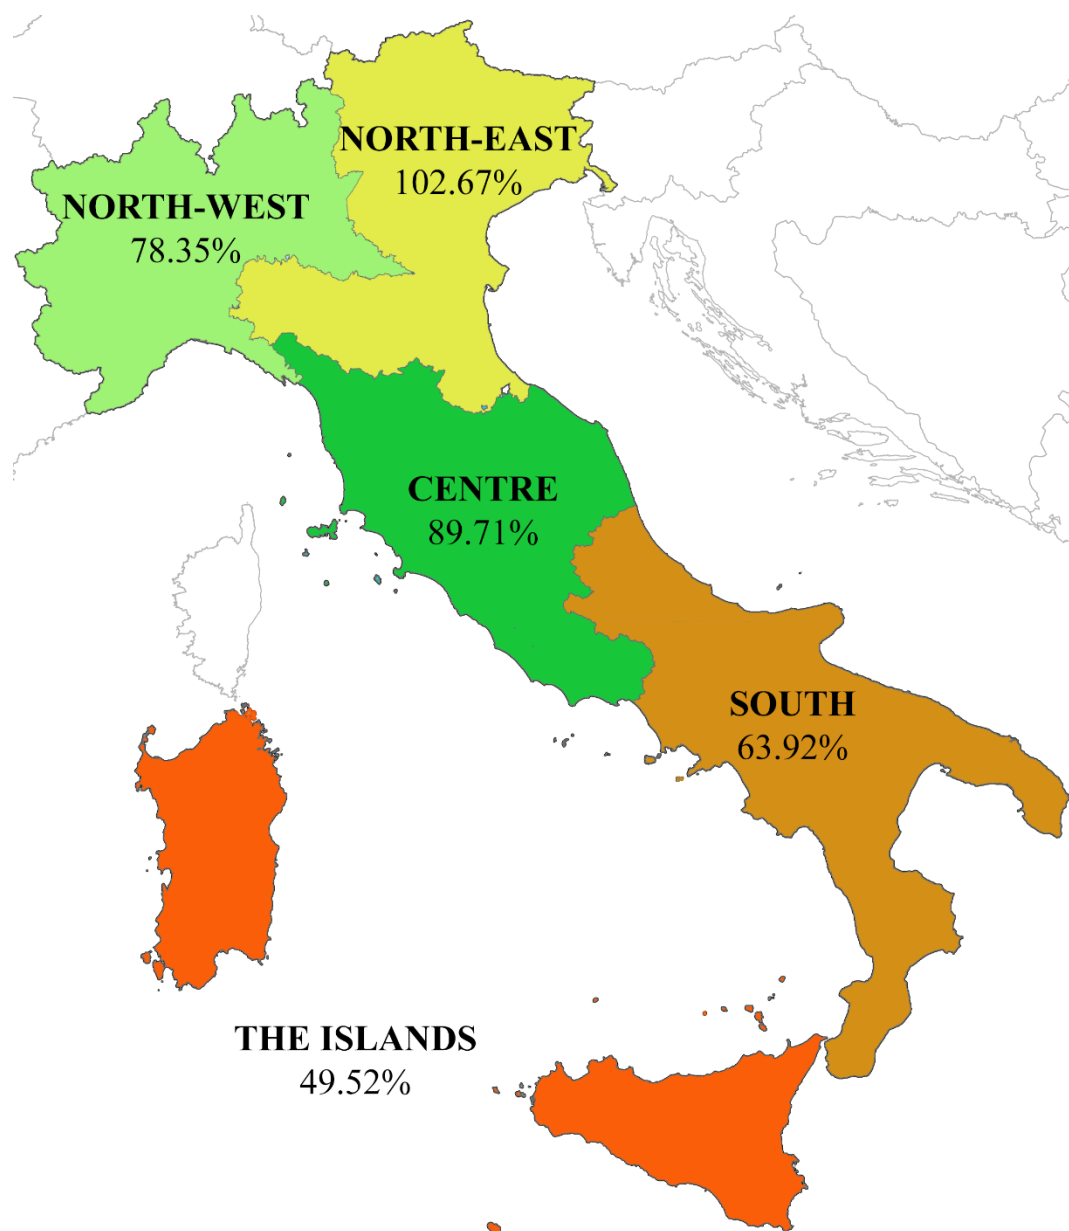 NORTH-EAST
102.67%
NORTH-WEST
78.35%
CENTRE
89.71%
SOUTH
63.92%
THE ISLANDS
49.52%